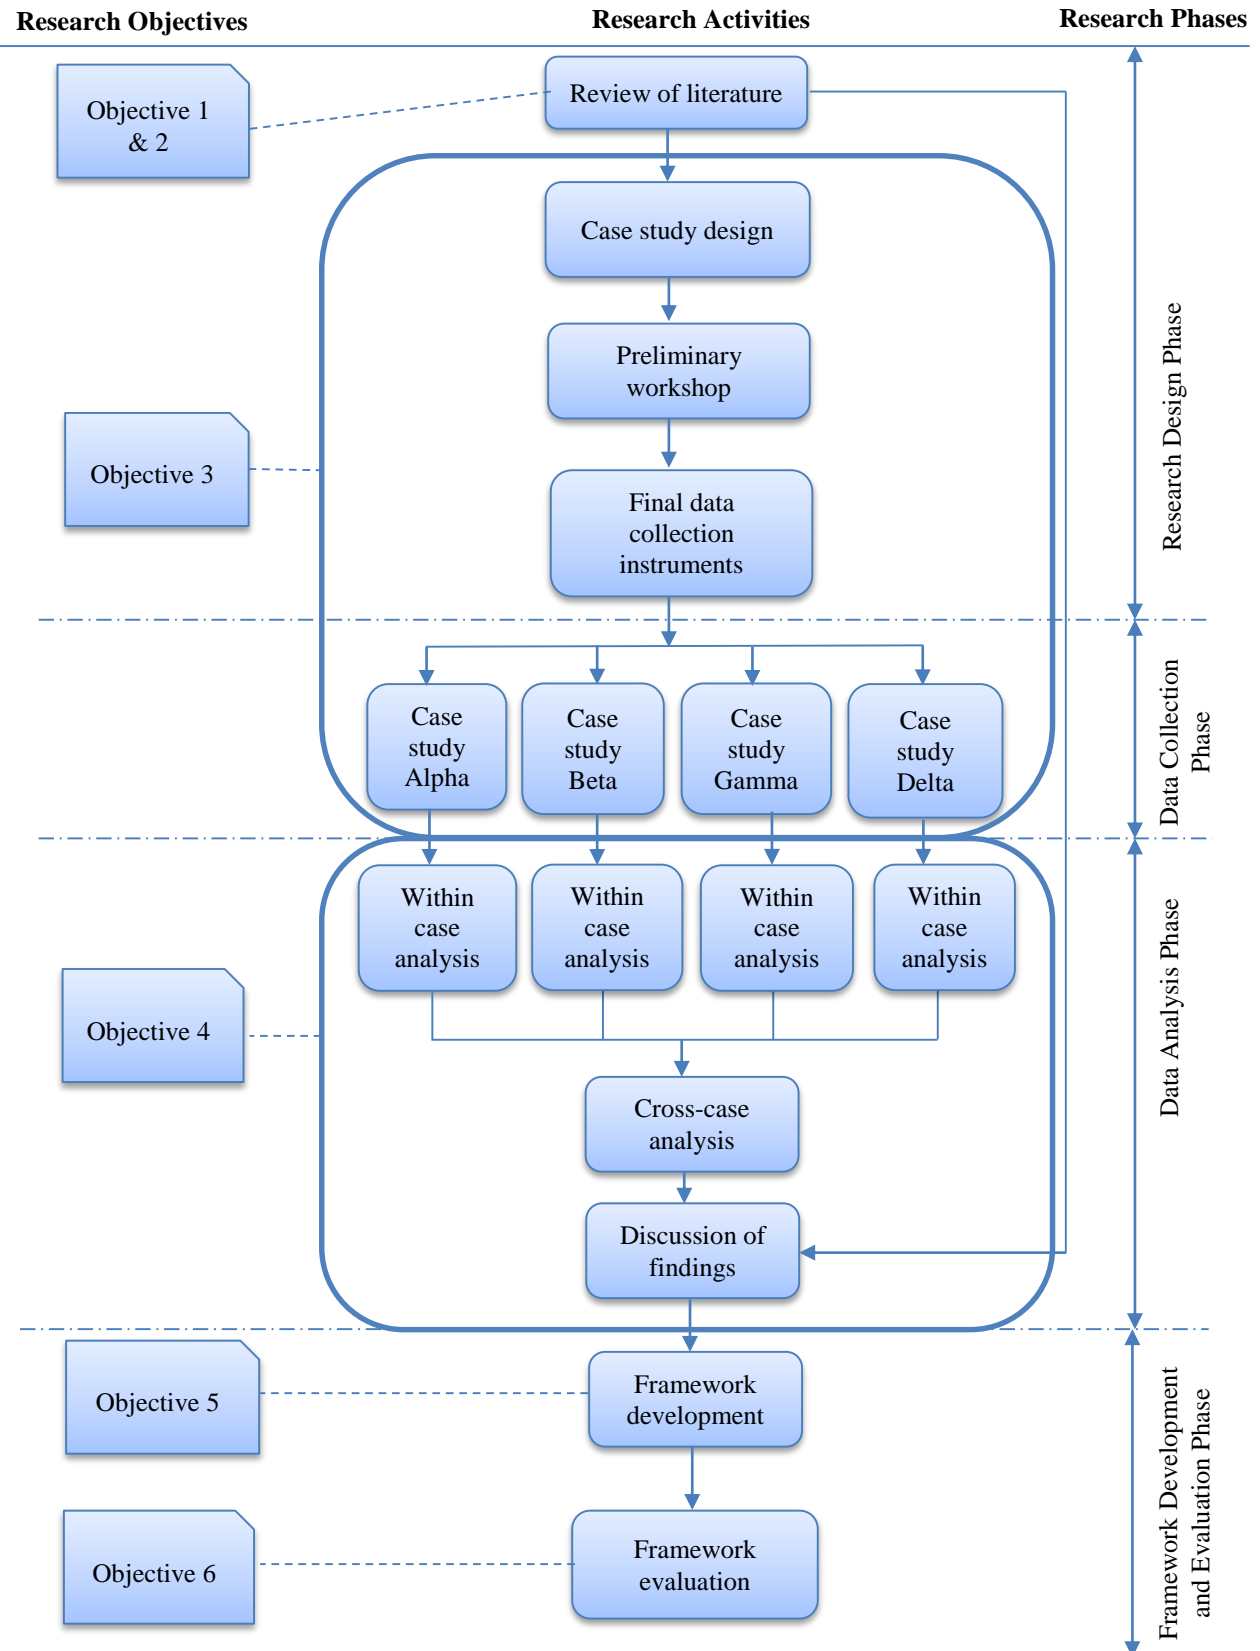 Research Objectives
Research Activities
Research Phases
Objective 1
& 2
Review of literature
Case study design
Preliminary
workshop
Objective 3
Final data
collection
instruments
Research Design Phase
Case
study
Alpha
Case
study
Beta
Case
study
Gamma
Case
study
Delta
Data Collection
Phase
Within
case
analysis
Within
case
analysis
Within
case
analysis
Within
case
analysis
Objective 4
Cross-case
analysis
Discussion of
findings
Data Analysis Phase
Objective 5
Framework
development
Objective 6
Framework
evaluation
Framework Development
and Evaluation Phase